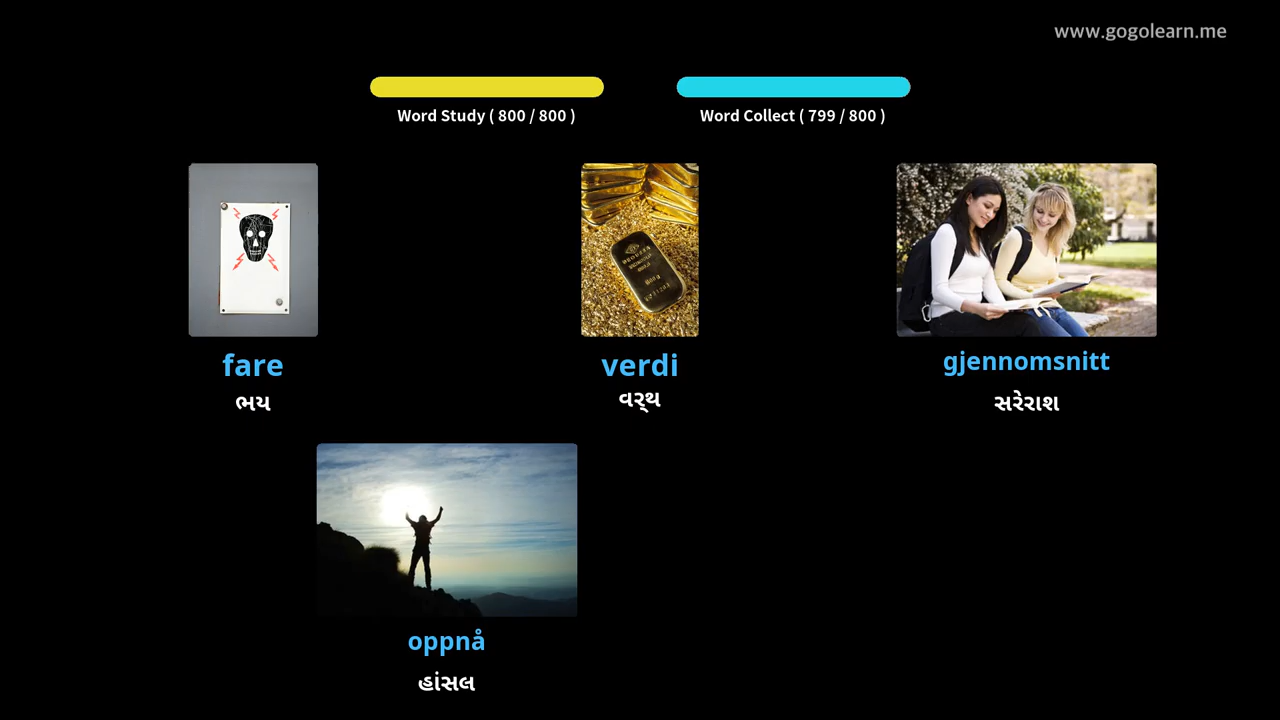 www.gogolearn.me
Word Study ( 800 / 800 )
Word Collect ( 799 / 800 )
fare
verdi
gjennomsnitt
ભય
વર્‍થ
સરેરાશ
oppnå
હાંસલ